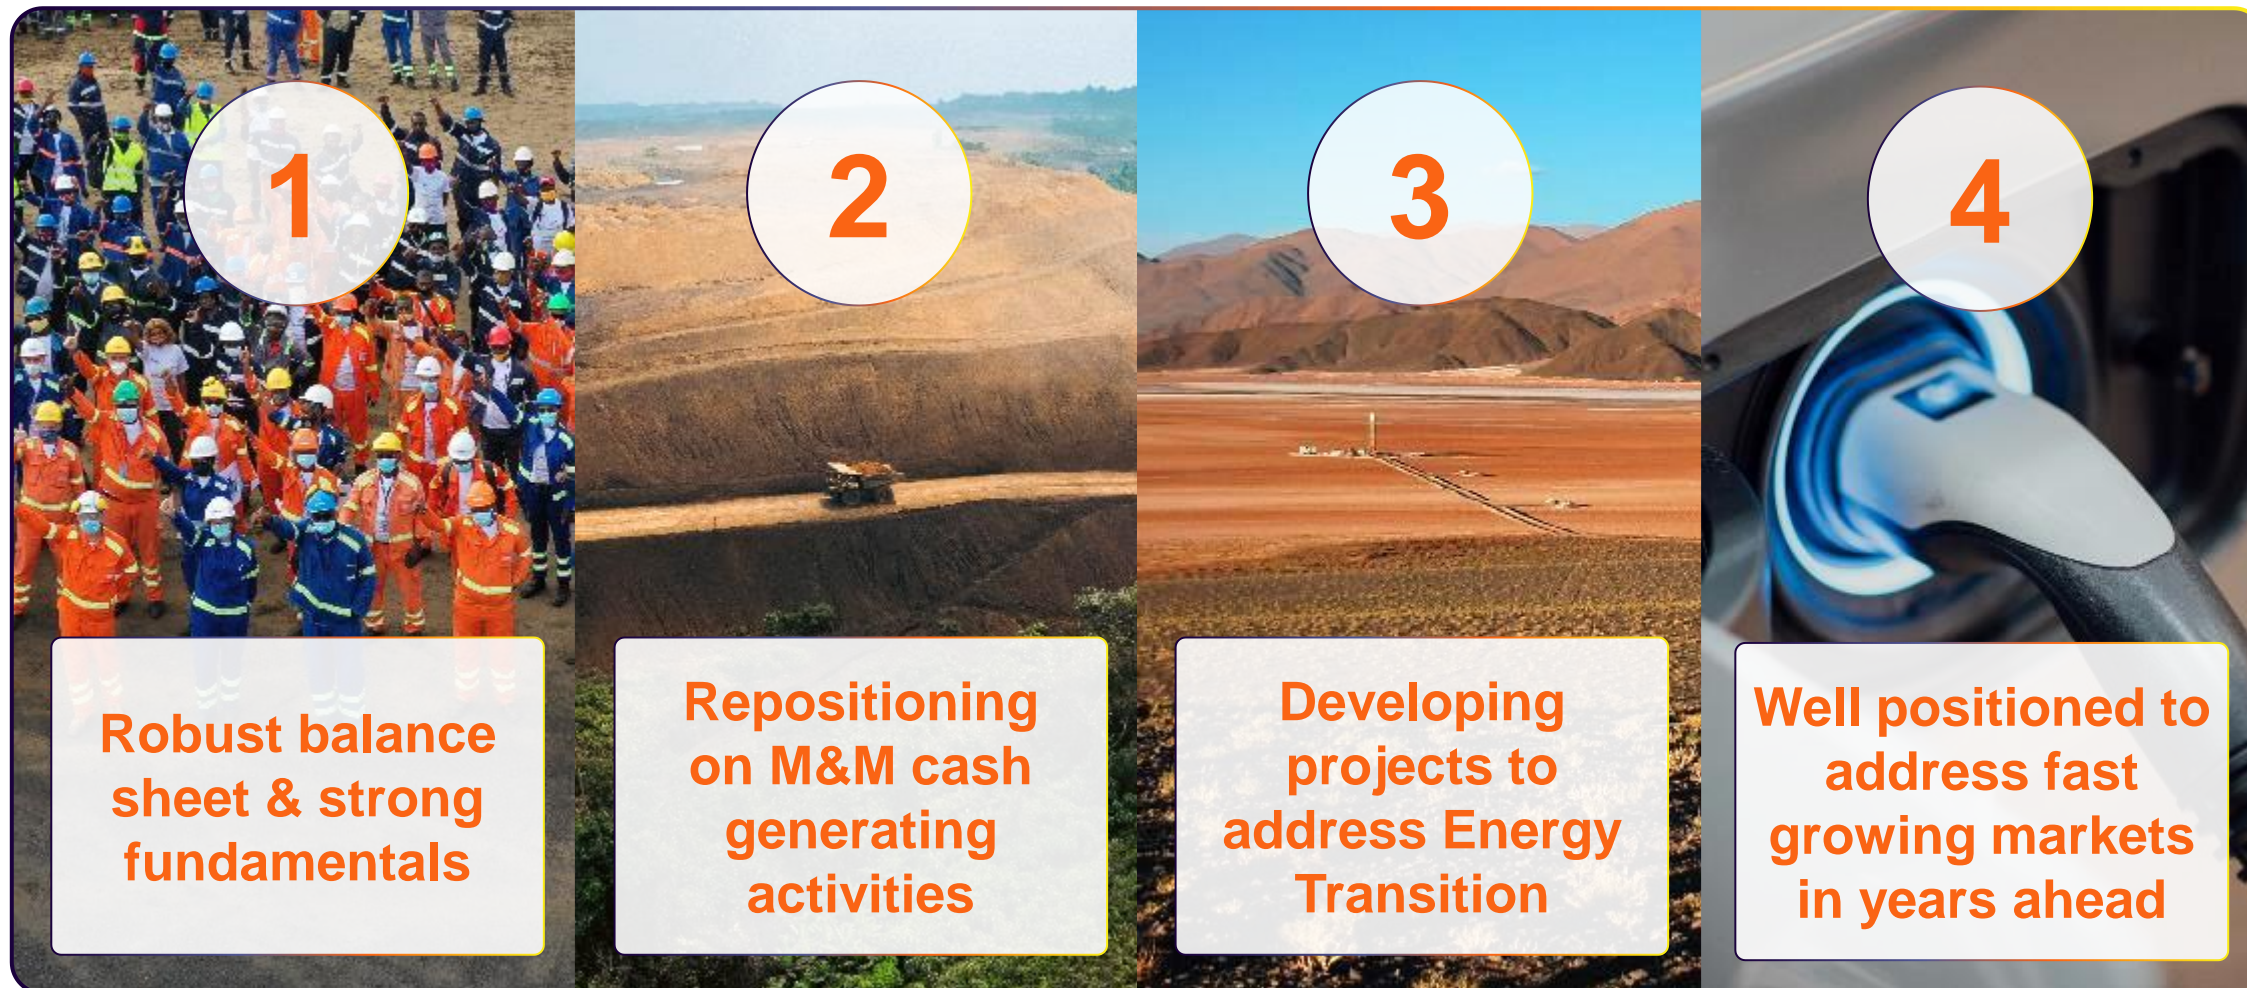 1
Robust balance
sheet & strong
fundamentals
2
Repositioning
on M&M cash
generating
activities
3
Developing
projects to
address Energy
Transition
4
Well positioned to
address fast
growing markets
in years ahead